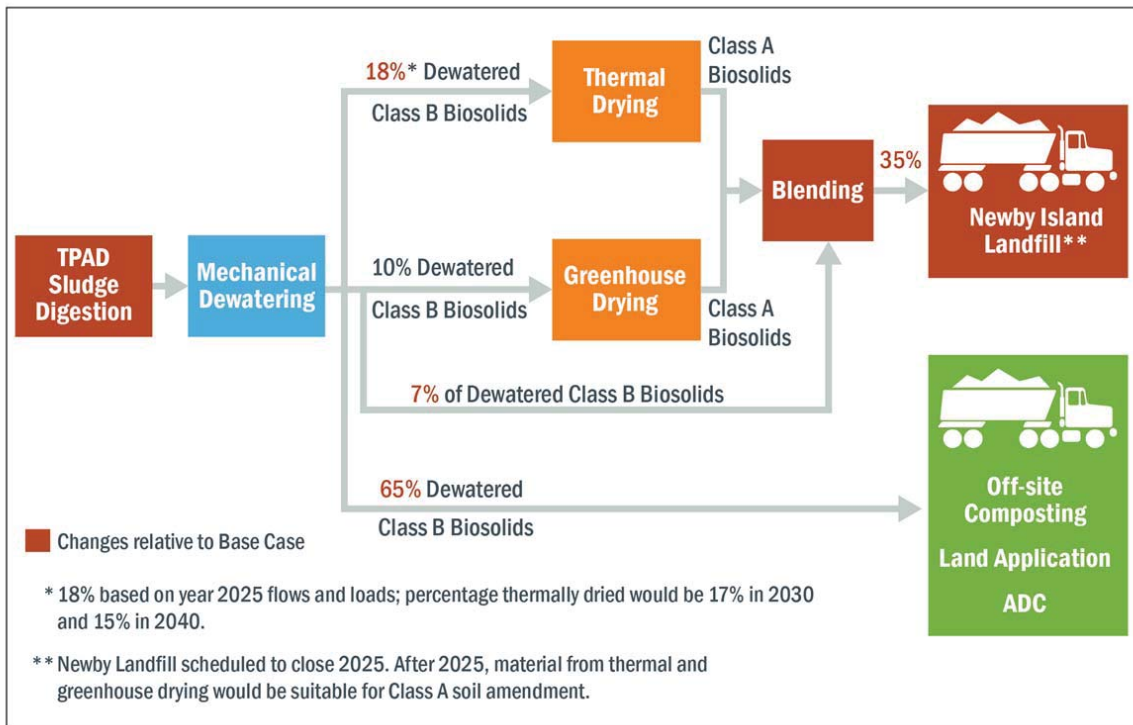 18%* Dewatered
Class B Biosolids
Thermal
Drying
Class A
Biosolids
TPAD
Sludge
Digestion
Mechanical
Dewatering
10% Dewatered
Class B Biosolids
Greenhouse
Drying
Class A
Biosolids
Blending
35%
Newby Island
Landfill**
7% of Dewatered Class B Biosolids
65% Dewatered
Class B Biosolids
Off-site
Composting
Land Application
ADC
Changes relative to Base Case
* 18% based on year 2025 flows and loads; percentage thermally dried would be 17% in 2030
and 15% in 2040.
** Newby Landfill scheduled to close 2025. After 2025, material from thermal and
greenhouse drying would be suitable for Class A soil amendment.